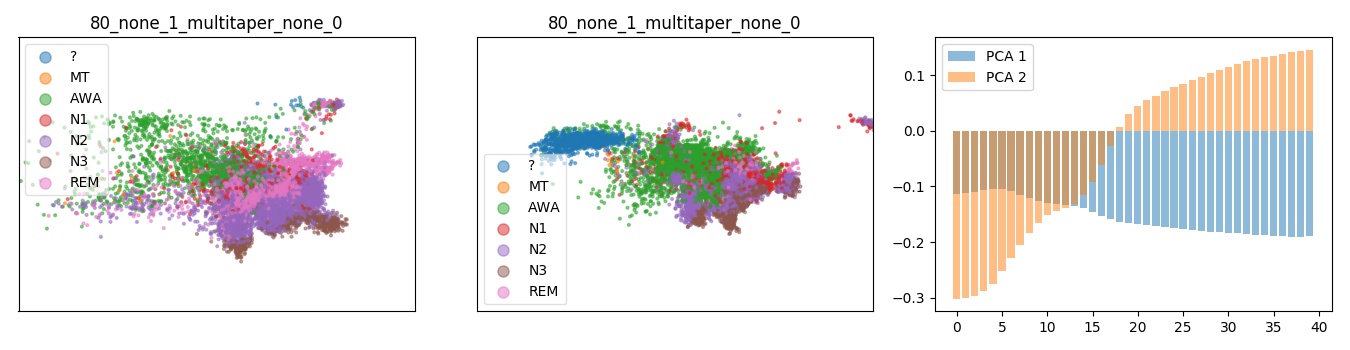 80_none_1_multitaper_none_0
?
MT
AWA
N1
N2
N3
REM
80_none_1_multitaper_none_0
?
MT
AWA
N1
N2
N3
REM
PCA 1
PCA 2
0.1
0.0
−0.1
−0.2
−0.3
0 5 10 15 20 25 30 35 40